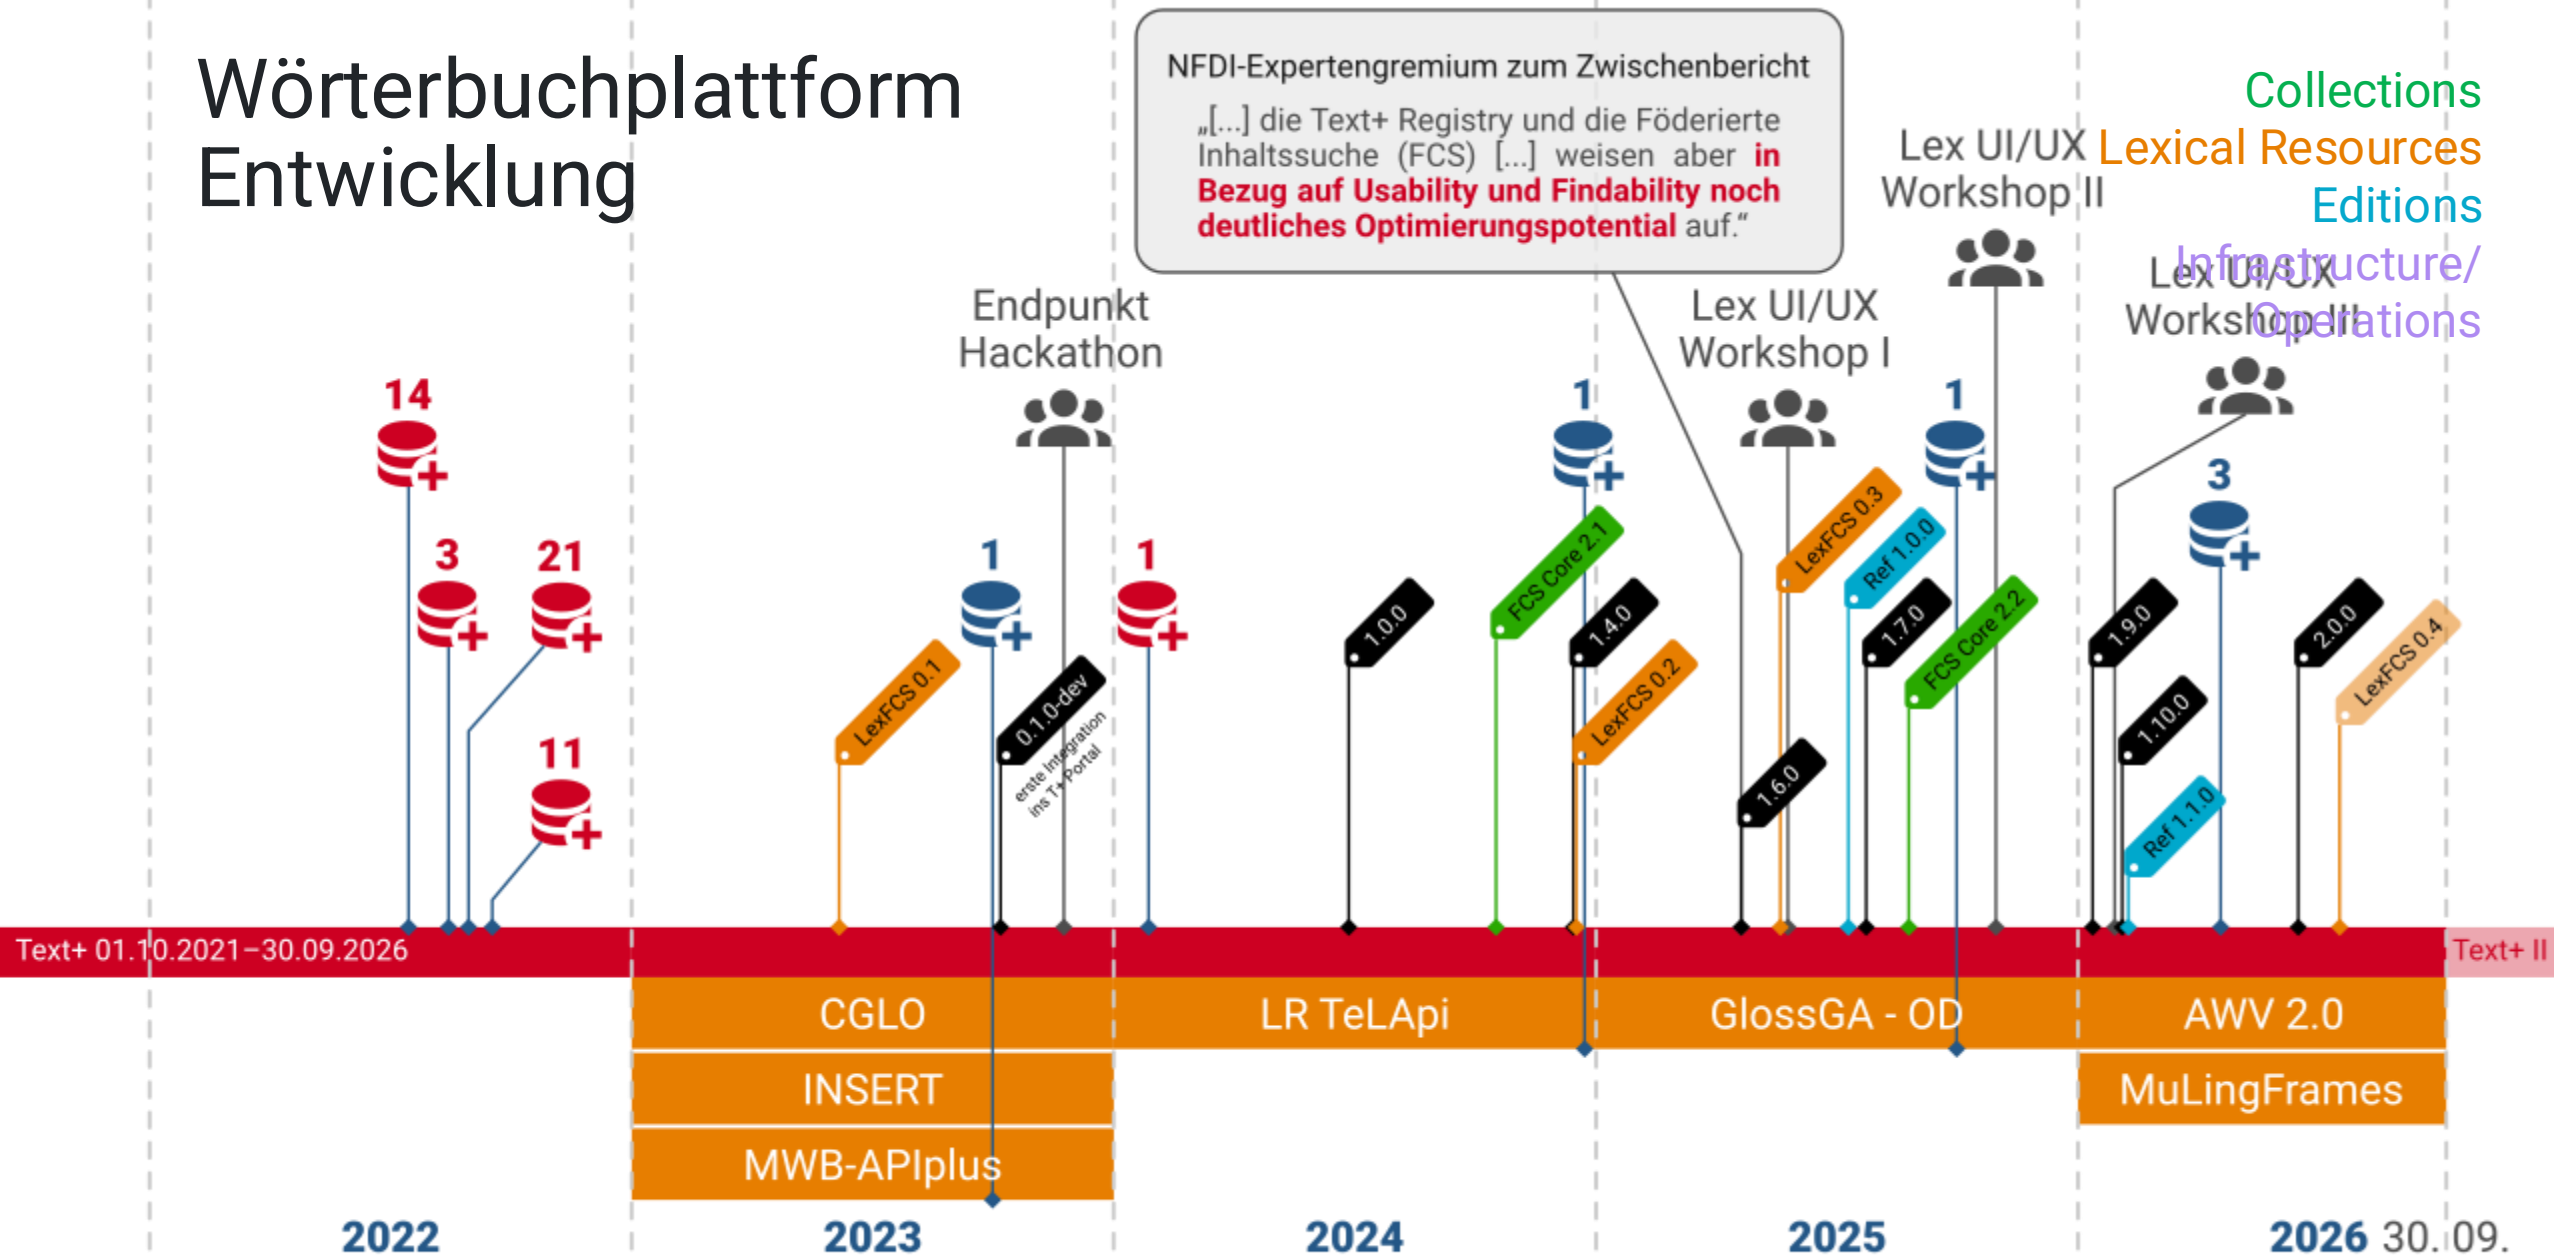 Wörterbuchplattform
Entwicklung
NFDI-Expertengremium zum Zwischenbericht
„[...] die Text+ Registry und die Föderierte
Inhaltssuche (FCS) [...] weisen aber in
Bezug auf Usability und Findability noch
deutliches Optimierungspotential auf.“
Collections
Lexical Resources
Editions
Infrastructure/
Operations
Lex UI/UX
Workshop II
Lex UI/UX
Workshop III
Endpunkt
Hackathon
Lex UI/UX
Workshop I
14
3
21
11
1
1
1
1
3
LexFCS 0.1
0.1.0-dev
erste Integration
ins T+ Portal
1.0.0
FCS Core 2.1
1.4.0
LexFCS 0.2
1.6.0
LexFCS 0.3
Ref 1.0.0
1.7.0
FCS Core 2.2
1.9.0
1.10.0
Ref 1.1.0
2.0.0
LexFCS 0.4
Text+ 01.10.2021–30.09.2026
Text+ II
CGLO
LR TeLApi
GlossGA - OD
AWV 2.0
INSERT
MuLingFrames
MWB-APIplus
2022
2023
2024
2025
2026 30.09.